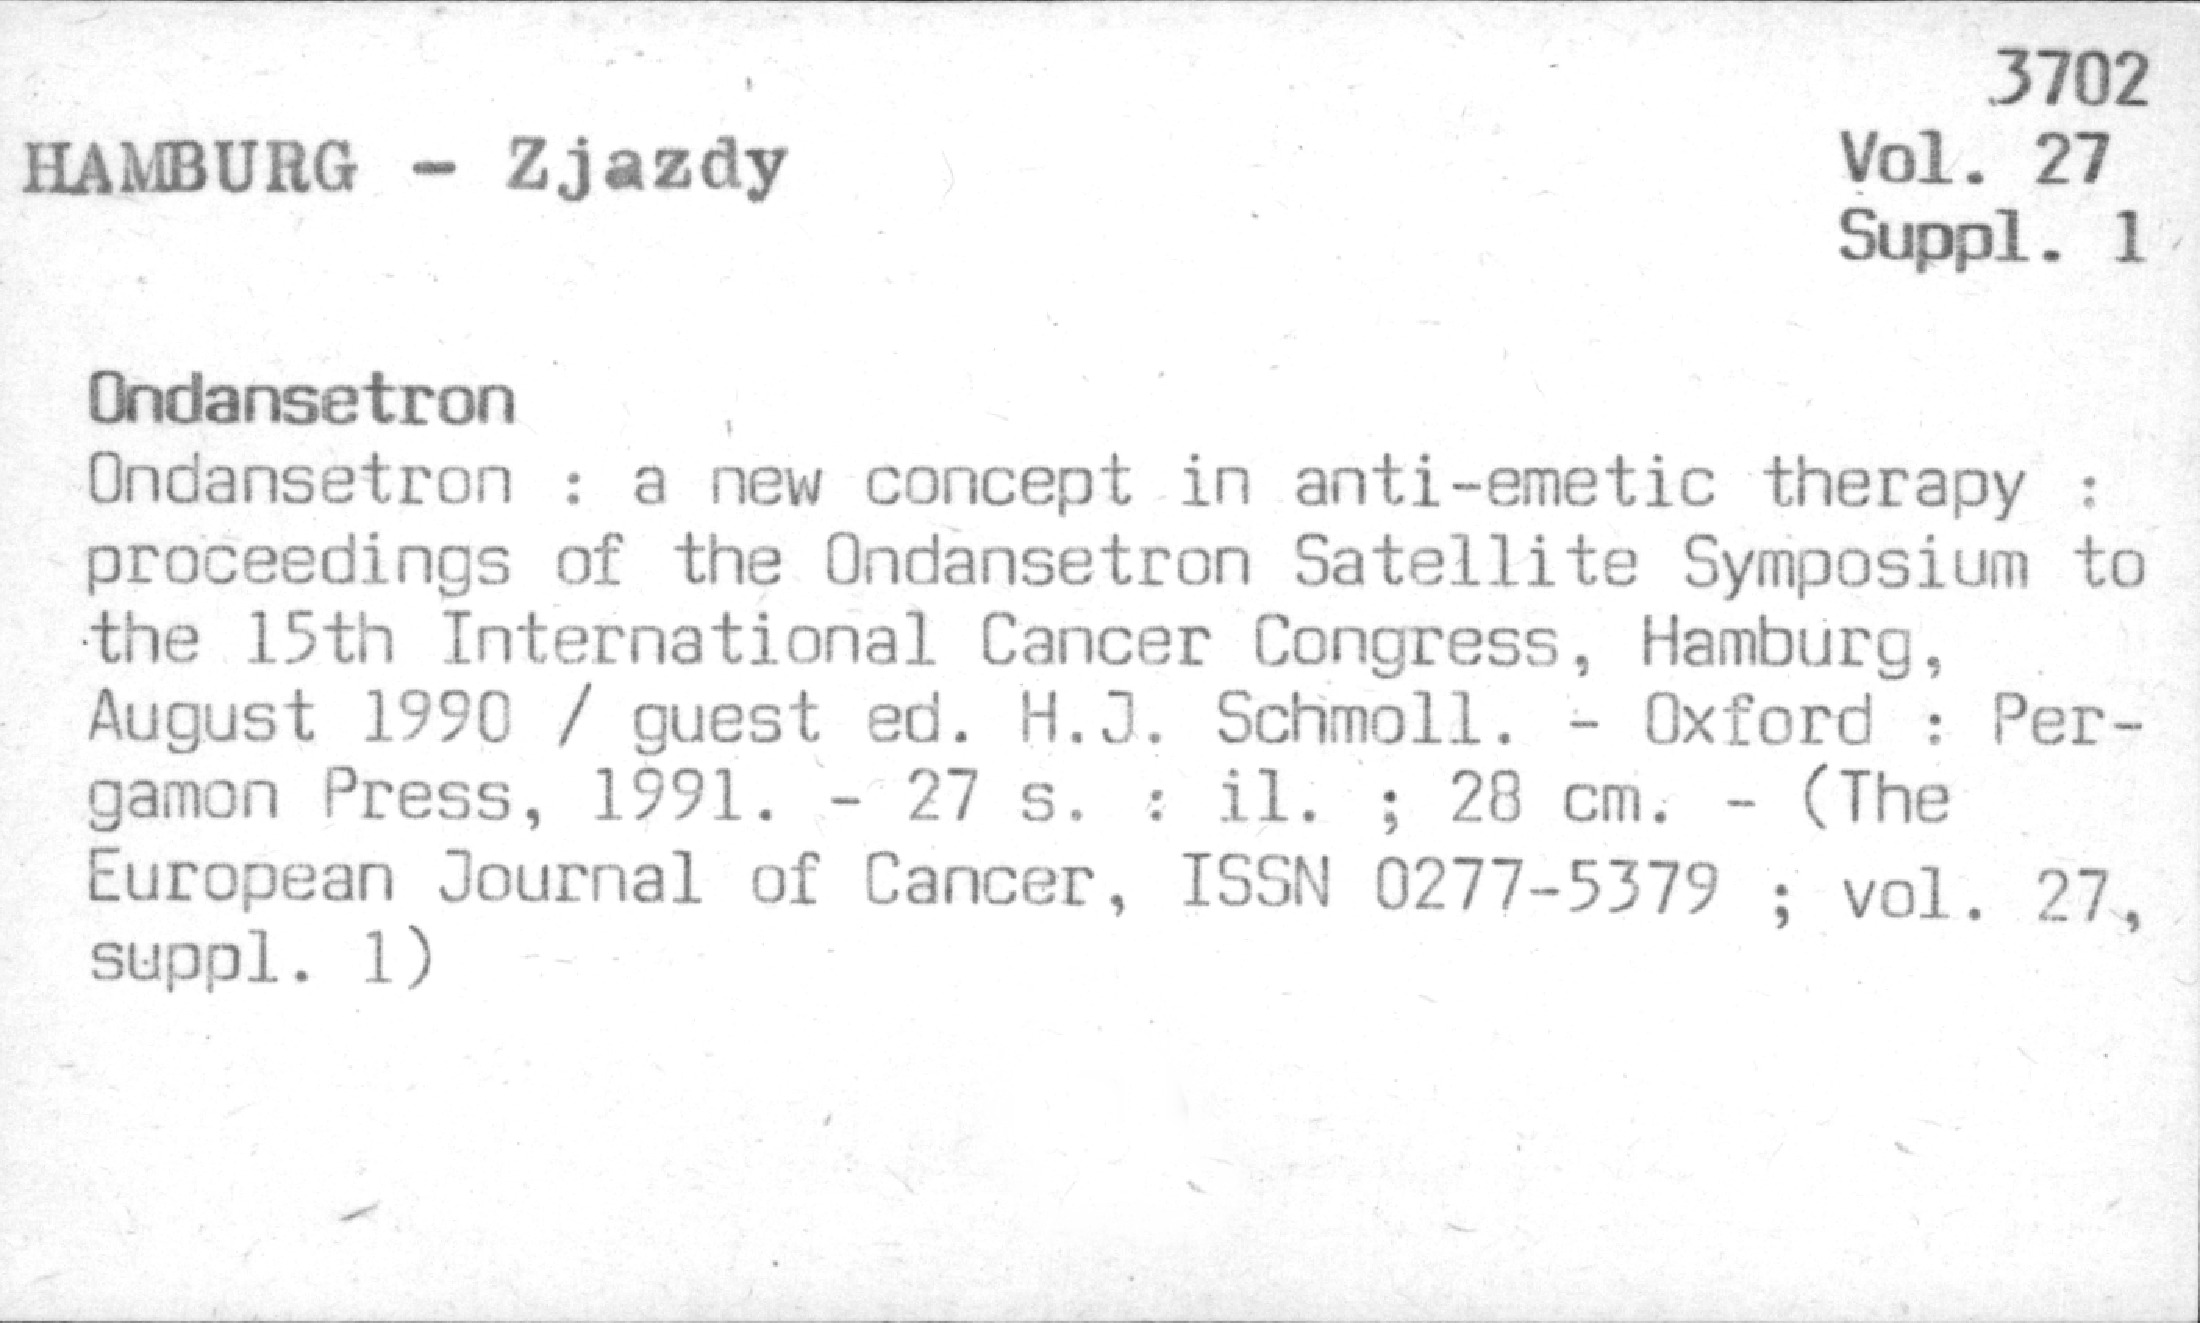 3702
HAMBURG - Zjazdy
Vol. 27
Suppl. 1
Ondansetron
Ondansetron : a new concept in anti-emetic therapy :
proceedings of the Ondansetron Satellite Symposium to
the 15th International Cancer Congress, Hamburg,
August 1990 / guest ed. H.J. Schmoll. - Oxford : Per-
gamon Press, 1991. - 27 s. : il. ; 28 cm. - (The
European Journal of Cancer, ISSN 0277-5379 ; vol. 27,
suppl. 1)